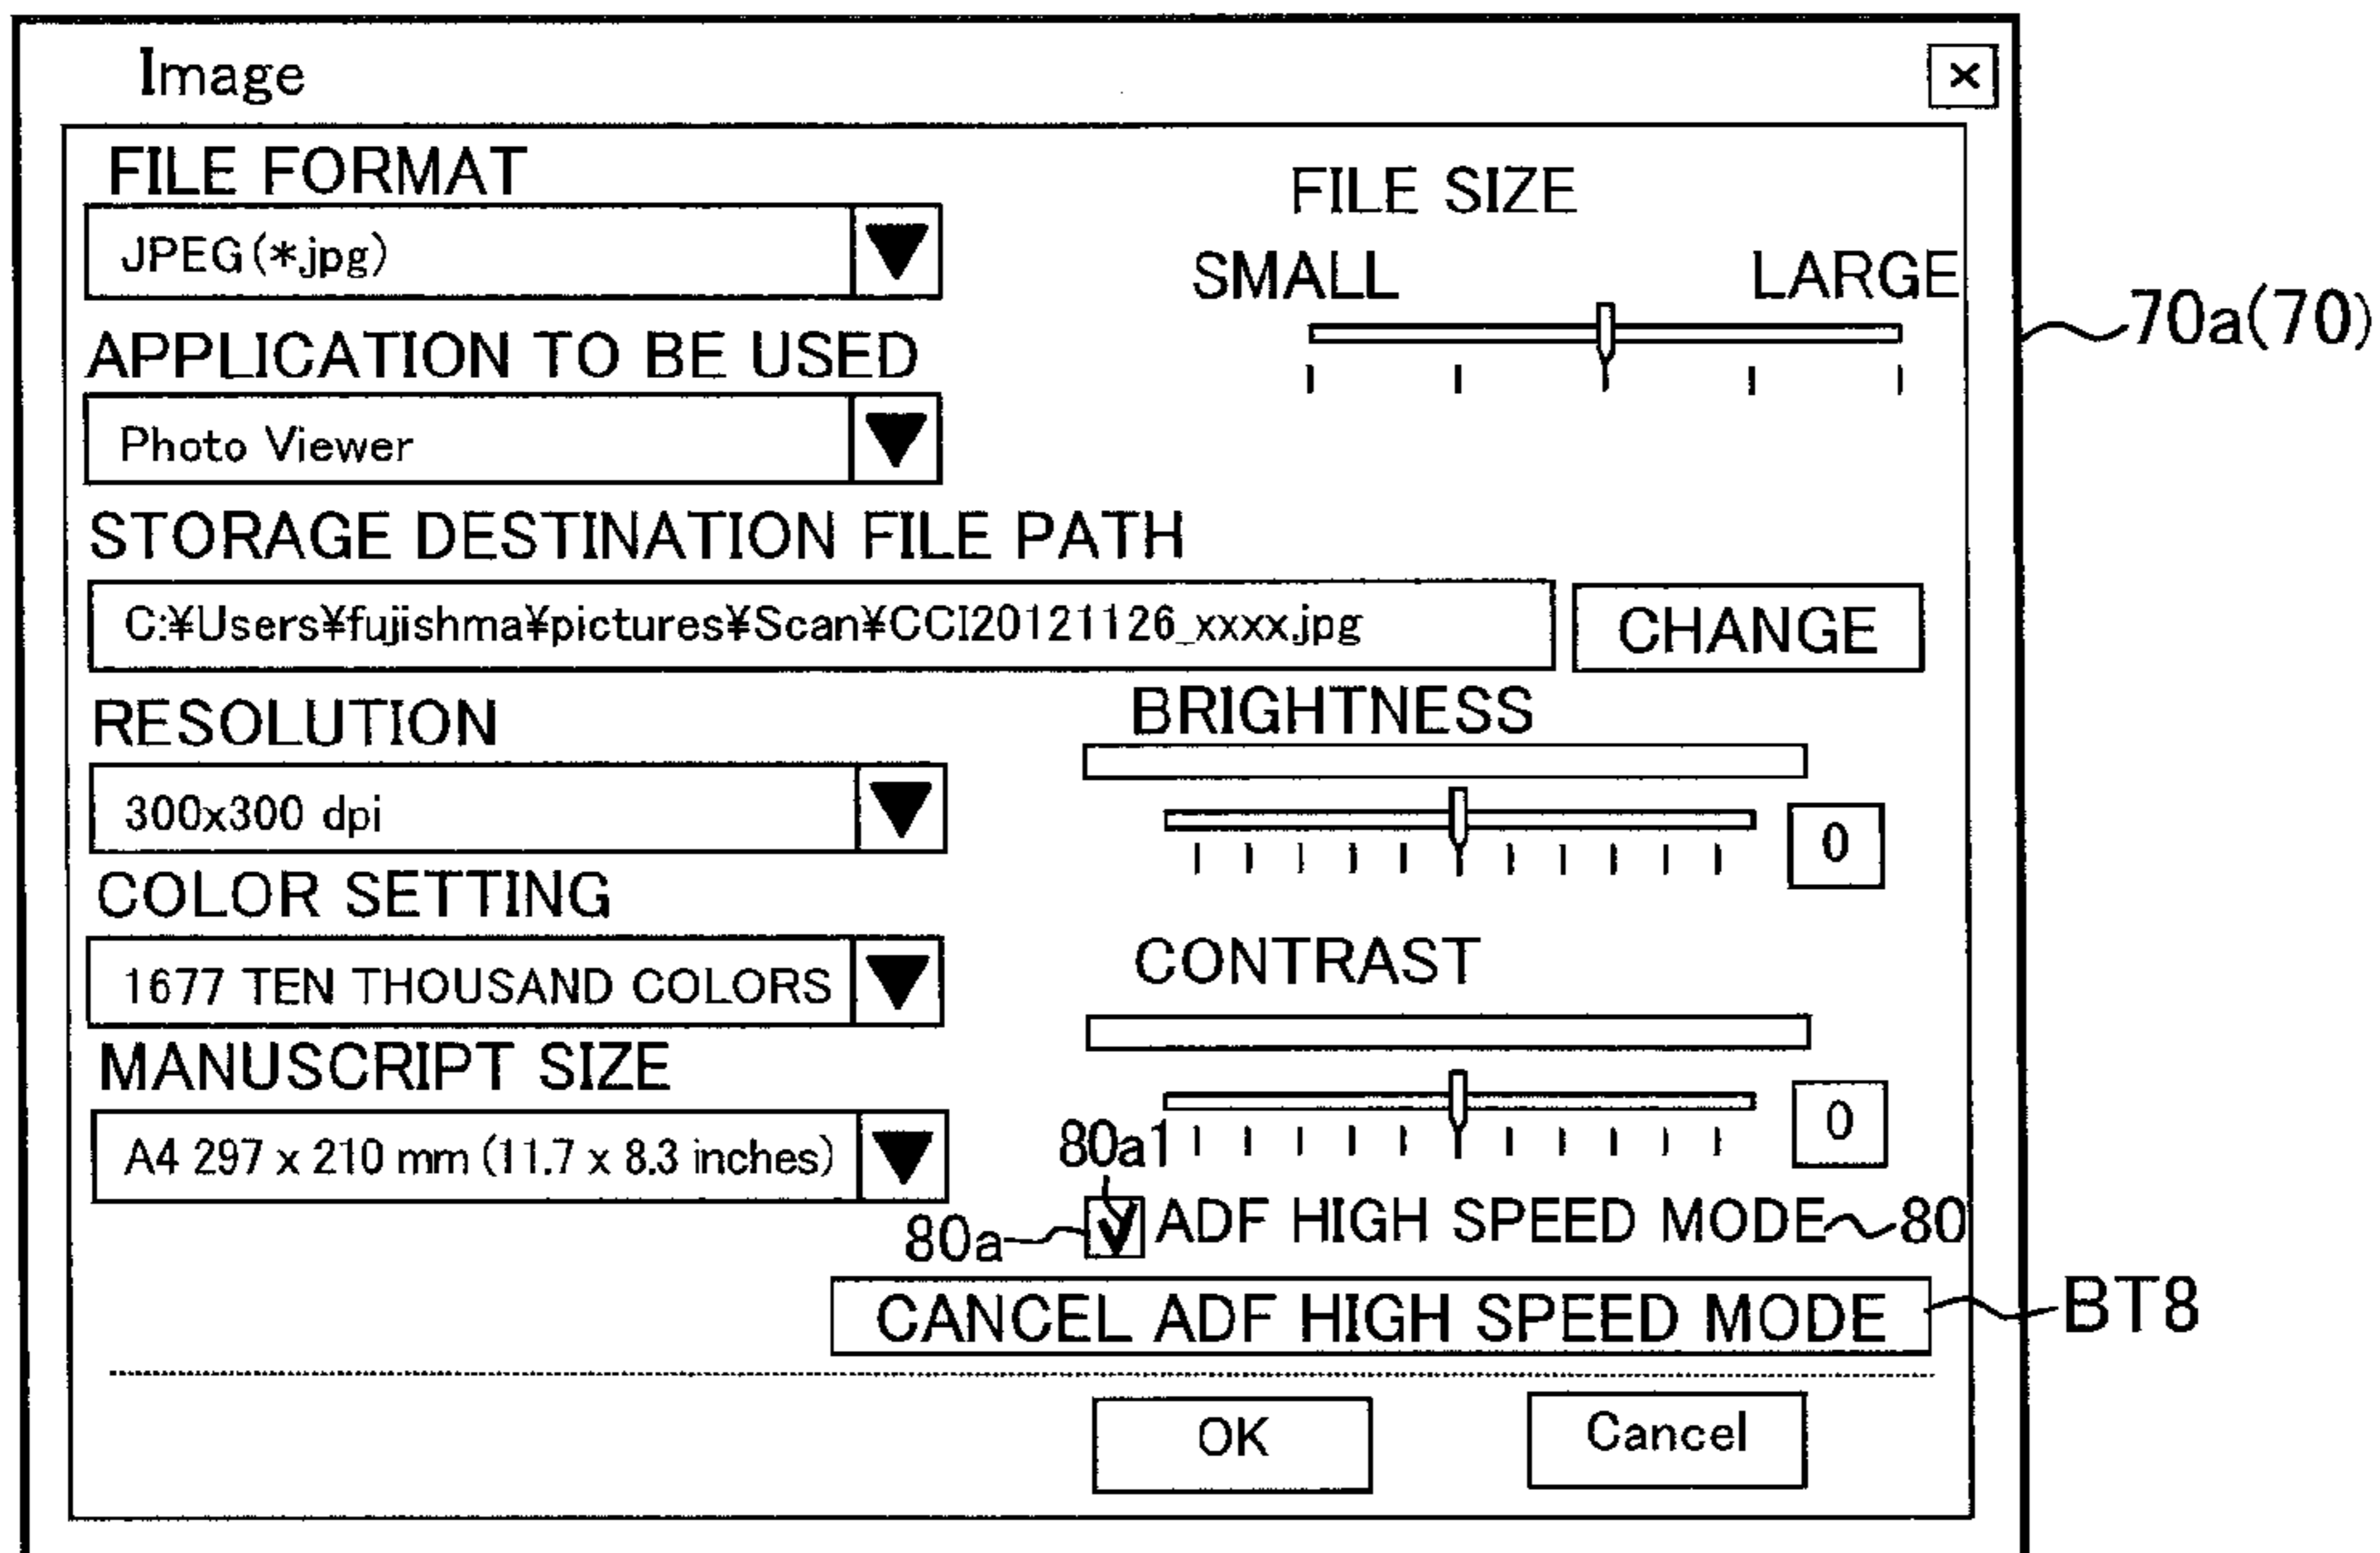 Image
×
FILE FORMAT
JPEG(*.jpg)
FILE SIZE
SMALL LARGE
70a(70)
APPLICATION TO BE USED
Photo Viewer
STORAGE DESTINATION FILE PATH
C:¥Users¥fujishma¥pictures¥Scan¥CCI20121126_xxxx.jpg
CHANGE
RESOLUTION
300x300 dpi
BRIGHTNESS
0
COLOR SETTING
1677 TEN THOUSAND COLORS
CONTRAST
0
MANUSCRIPT SIZE
A4 297 x 210 mm (11.7 x 8.3 inches)
80a1
80a
ADF HIGH SPEED MODE
80
CANCEL ADF HIGH SPEED MODE
BT8
OK
Cancel